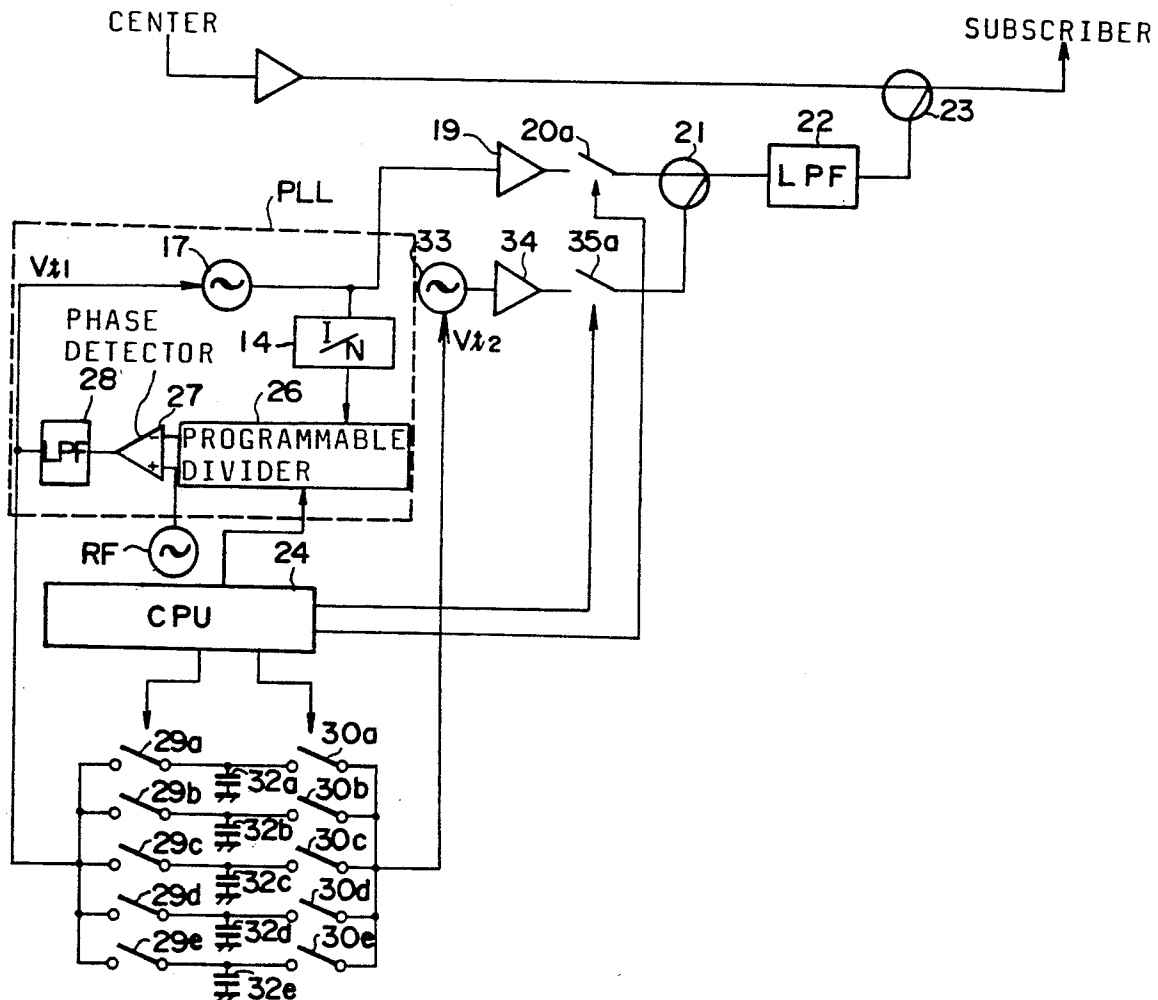 CENTER
SUBSCRIBER
23
19
20a
21
22
LPF
PLL
17
33
34
35a
Vt1
PHASE
DETECTOR
14
1/N
Vt2
28
27
26
LPF
-
+
PROGRAMMABLE
DIVIDER
RF
24
CPU
29a
30a
32a
29b
30b
32b
29c
30c
32c
29d
30d
32d
29e
30e
32e